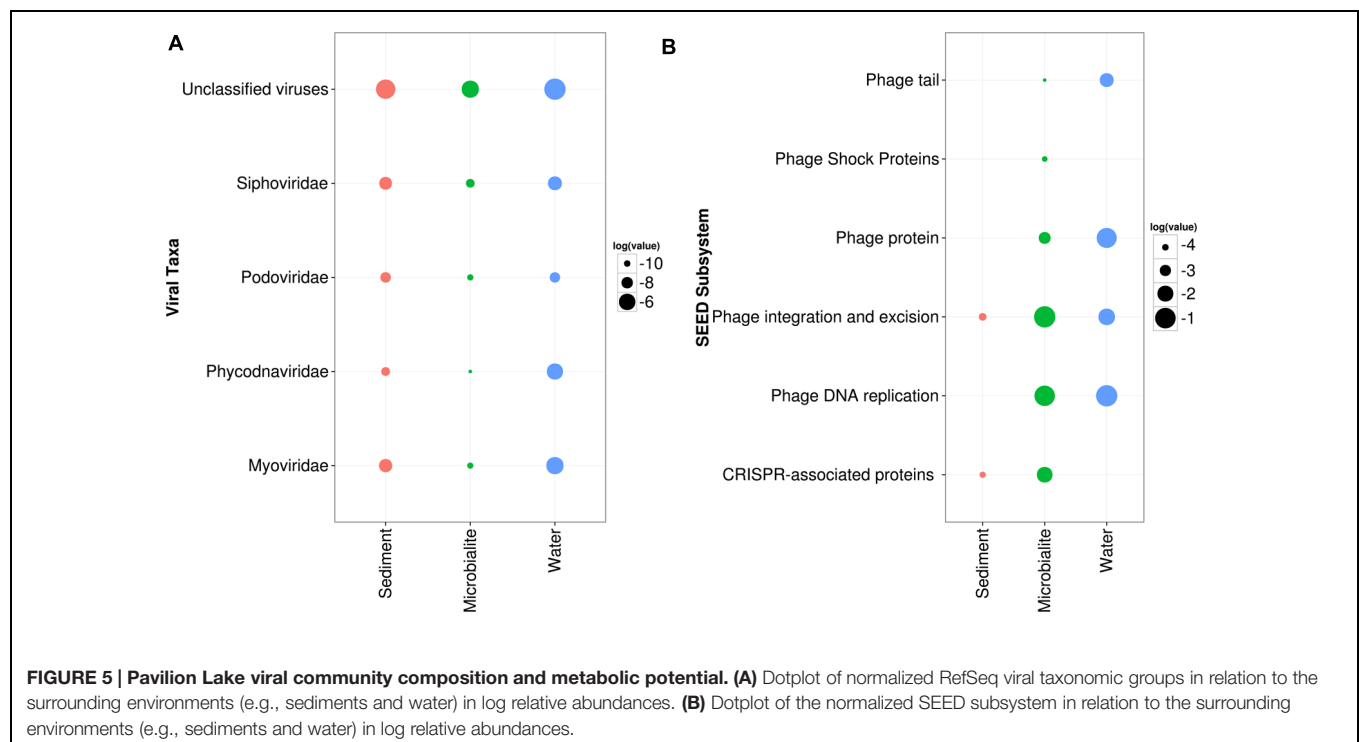 A
Unclassified viruses
Siphoviridae
Podoviridae
Phycodnaviridae
Myoviridae
Viral Taxa
Sediment
Microbialite
Water
log(value)
-10
-8
-6
B
Phage tail
Phage Shock Proteins
Phage protein
Phage integration and excision
Phage DNA replication
CRISPR-associated proteins
SEED Subsystem
Sediment
Microbialite
Water
log(value)
-4
-3
-2
-1
FIGURE 5 | Pavilion Lake viral community composition and metabolic potential. (A) Dotplot of normalized RefSeq viral taxonomic groups in relation to the
surrounding environments (e.g., sediments and water) in log relative abundances. (B) Dotplot of the normalized SEED subsystem in relation to the surrounding
environments (e.g., sediments and water) in log relative abundances.